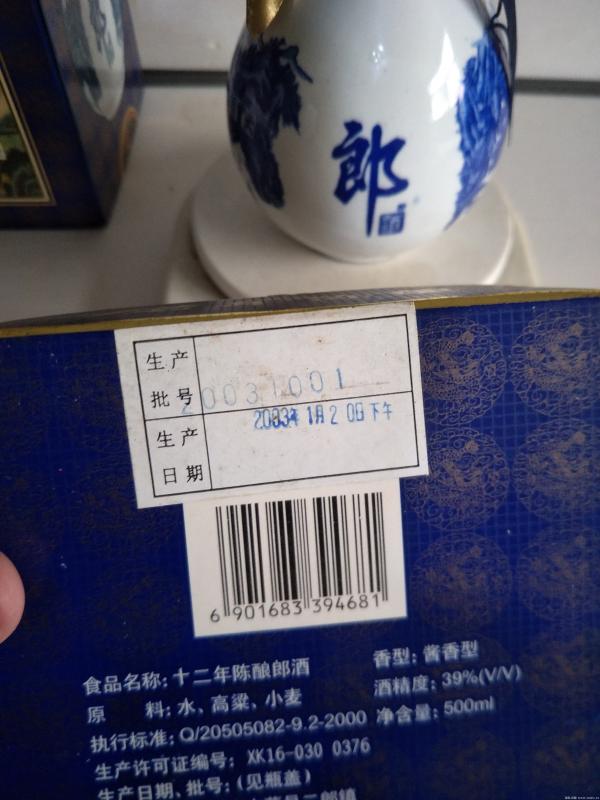 郎
生产
批号
20031001
2003年1月20日下午
生产
日期
6 901683 394681
食品名称：十二年陈酿郎酒
香型：酱香型
原 料：水、高粱、小麦
酒精度：39%(V/V)
执行标准：Q/20505082-9.2-2000
净含量：500ml
生产许可证编号：XK16-030 0376
生产日期、批号：(见瓶盖)